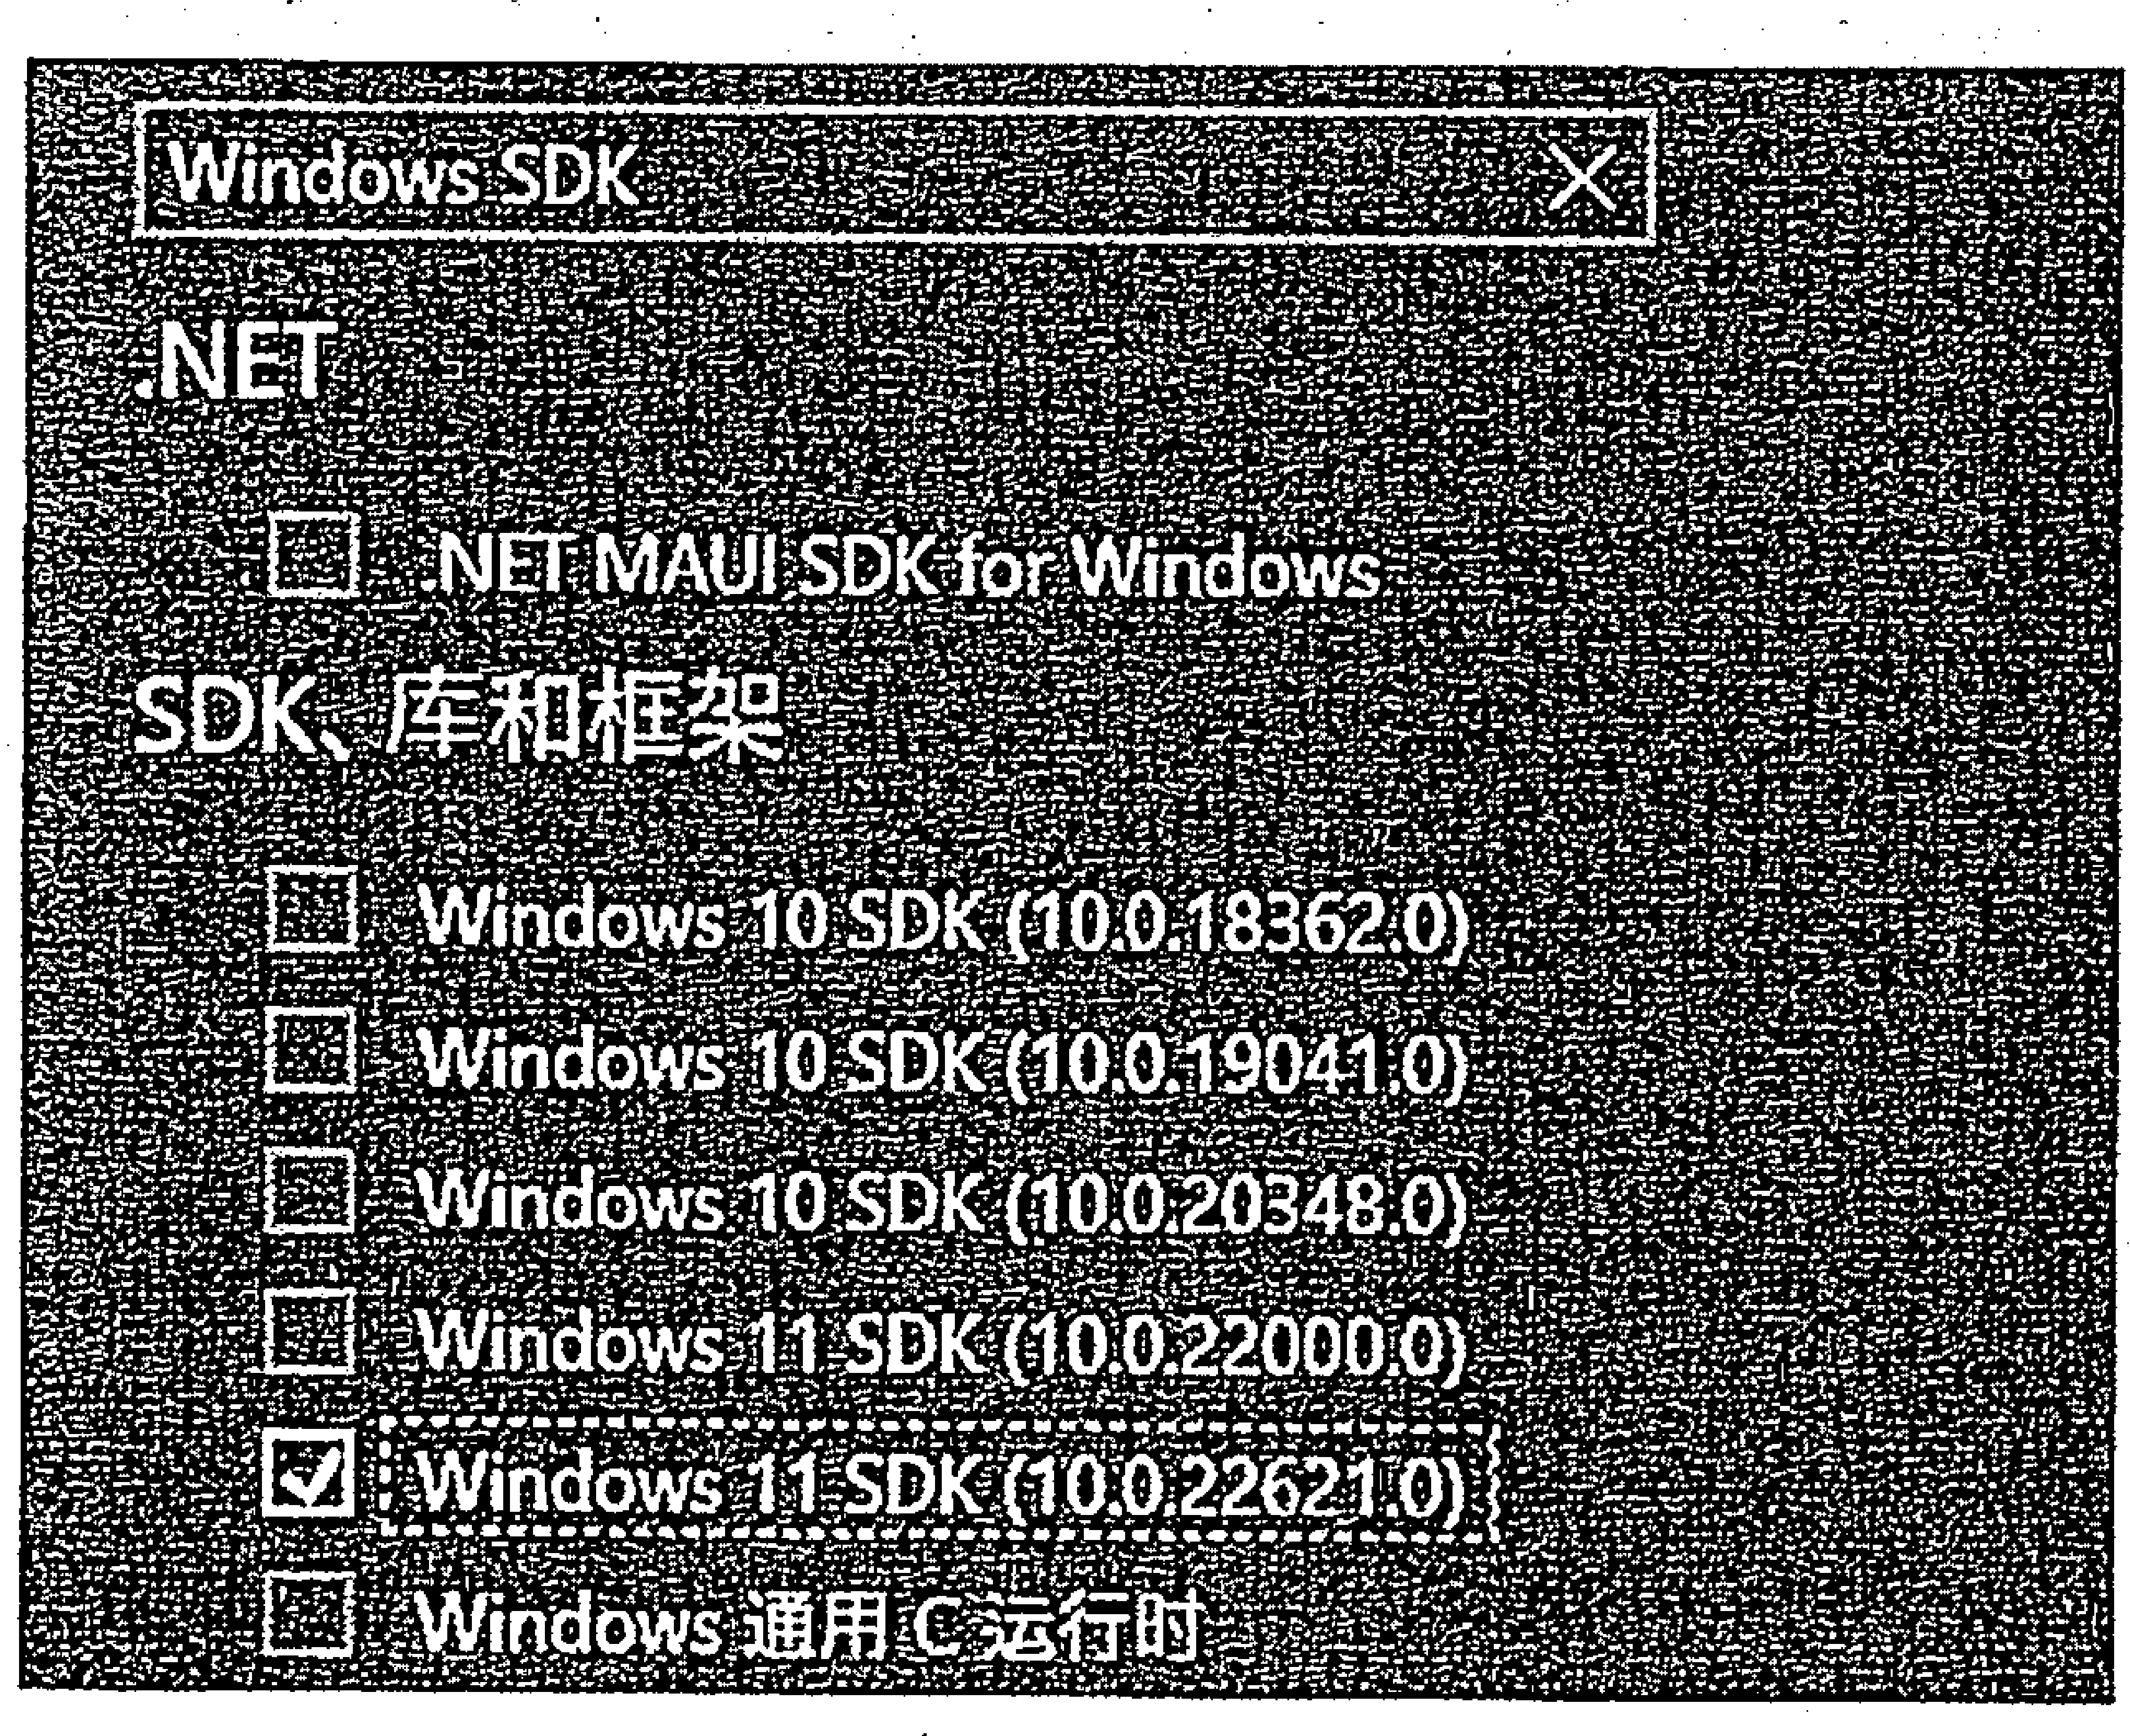 Windows SDK
.NET
.NET MAUI SDK for Windows
SDK、库和框架
Windows 10 SDK (10.0.18362.0)
Windows 10 SDK (10.0.19041.0)
Windows 10 SDK (10.0.20348.0)
Windows 11 SDK (10.0.22000.0)
Windows 11 SDK (10.0.22621.0)
Windows 通用 C 运行时